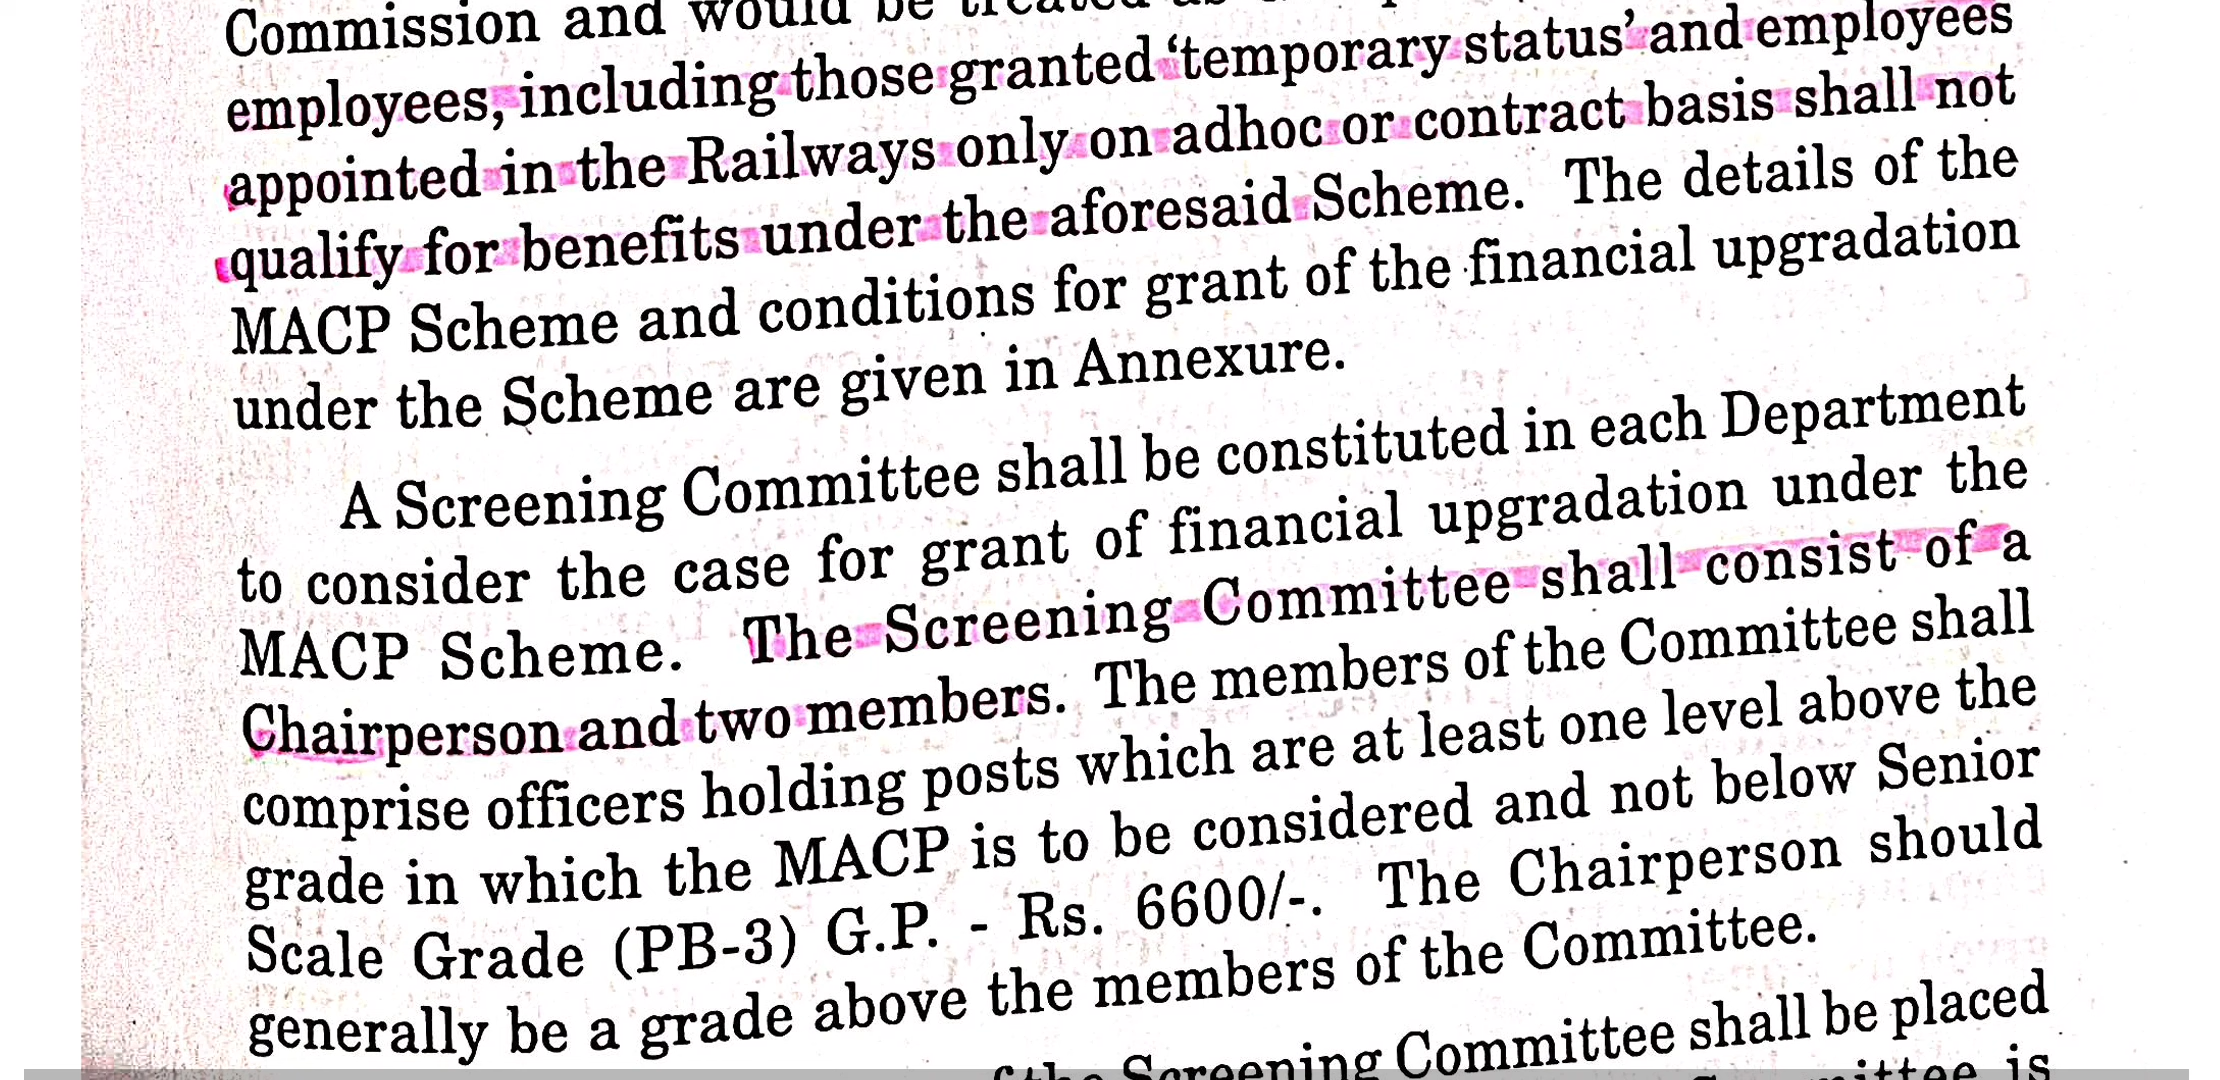 Commission and would be treated as
employees, including those granted ‘temporary status’ and employees
appointed in the Railways only on adhoc or contract basis shall not
qualify for benefits under the aforesaid Scheme. The details of the
MACP Scheme and conditions for grant of the financial upgradation
under the Scheme are given in Annexure.
A Screening Committee shall be constituted in each Department
to consider the case for grant of financial upgradation under the
MACP Scheme. The Screening Committee shall consist of a
Chairperson and two members. The members of the Committee shall
comprise officers holding posts which are at least one level above the
grade in which the MACP is to be considered and not below Senior
Scale Grade (PB-3) G.P. - Rs. 6600/-. The Chairperson should
generally be a grade above the members of the Committee.
the Screening Committee shall be placed
is